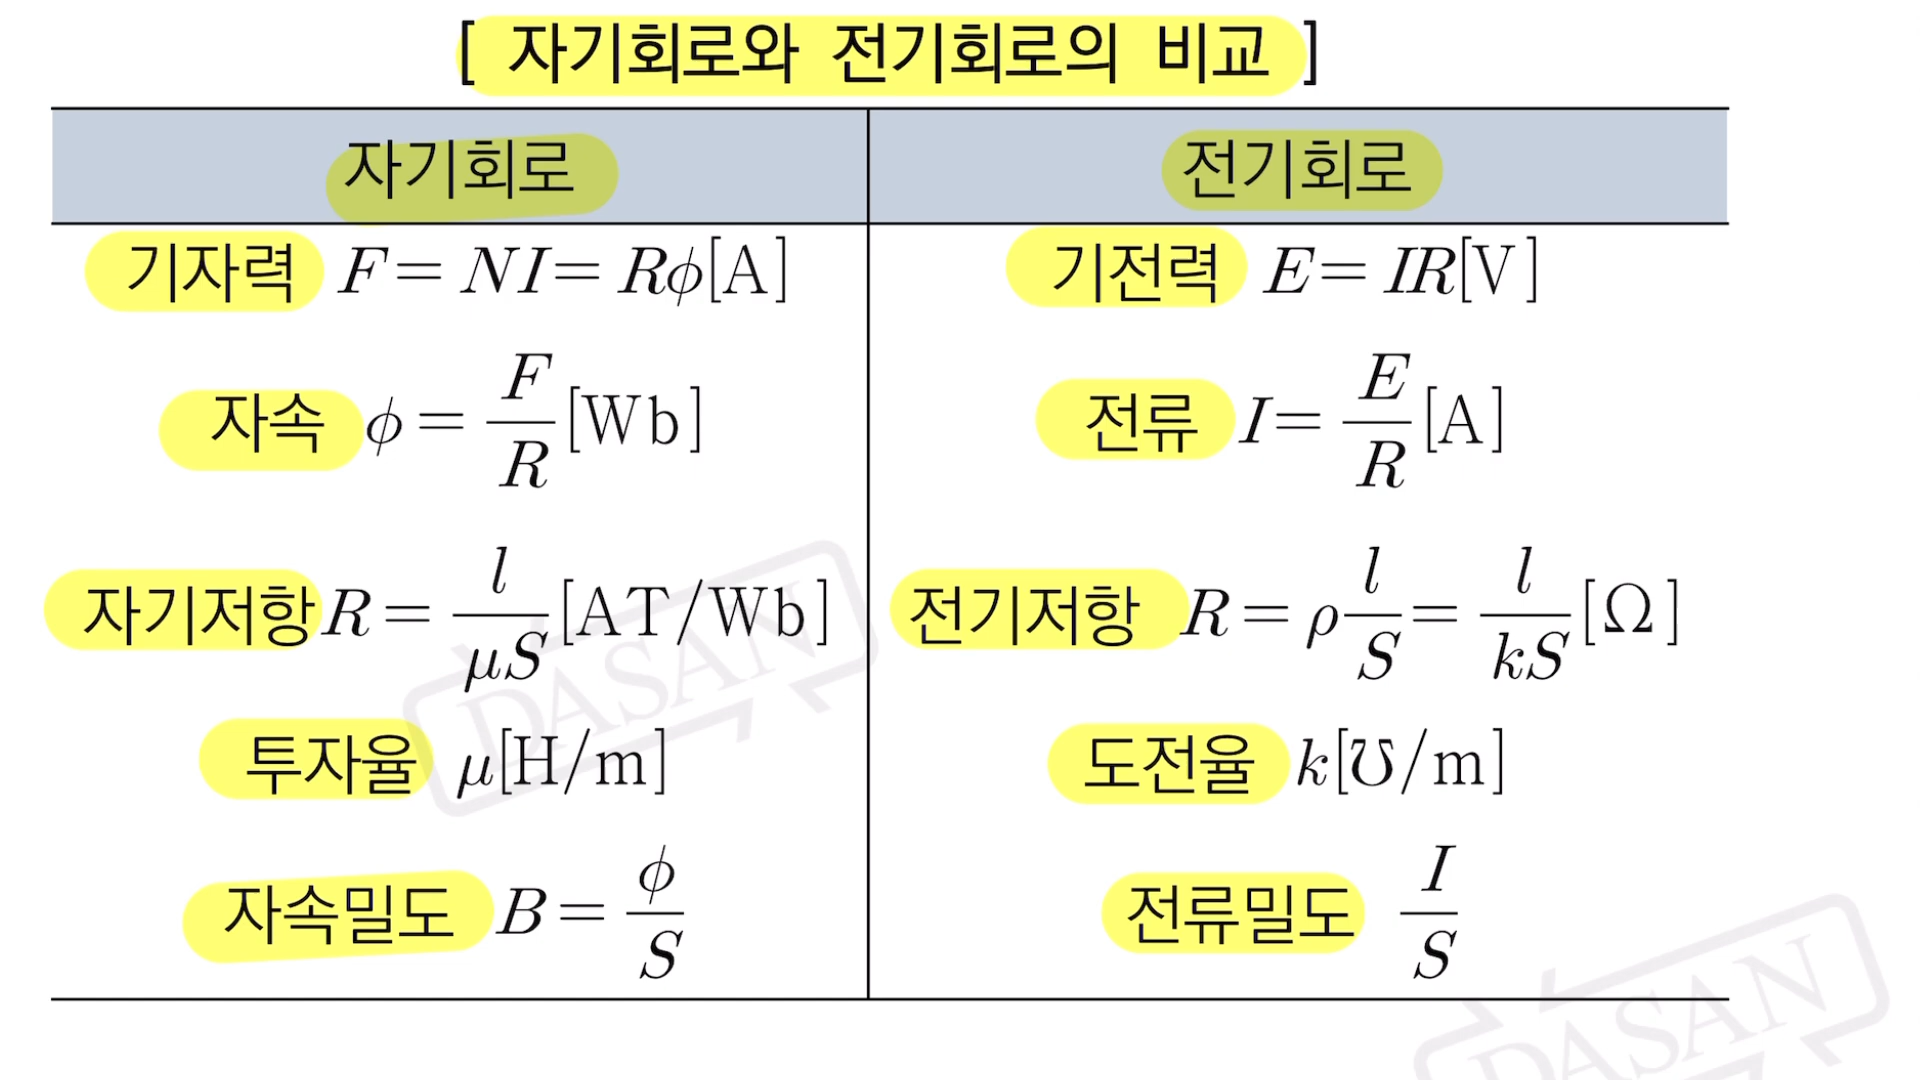 [ 자기회로와 전기회로의 비교 ]
자기회로 전기회로
기자력 F = NI = Rϕ[A] 기전력 E = IR[V]
자속 ϕ = F/R [Wb] 전류 I = E/R [A]
자기저항 R = l/μS [AT/Wb] 전기저항 R = ρ l/S = l/kS [Ω]
투자율 μ[H/m] 도전율 k[℧/m]
자속밀도 B = ϕ/S 전류밀도 I/S
DASAN
DASAN